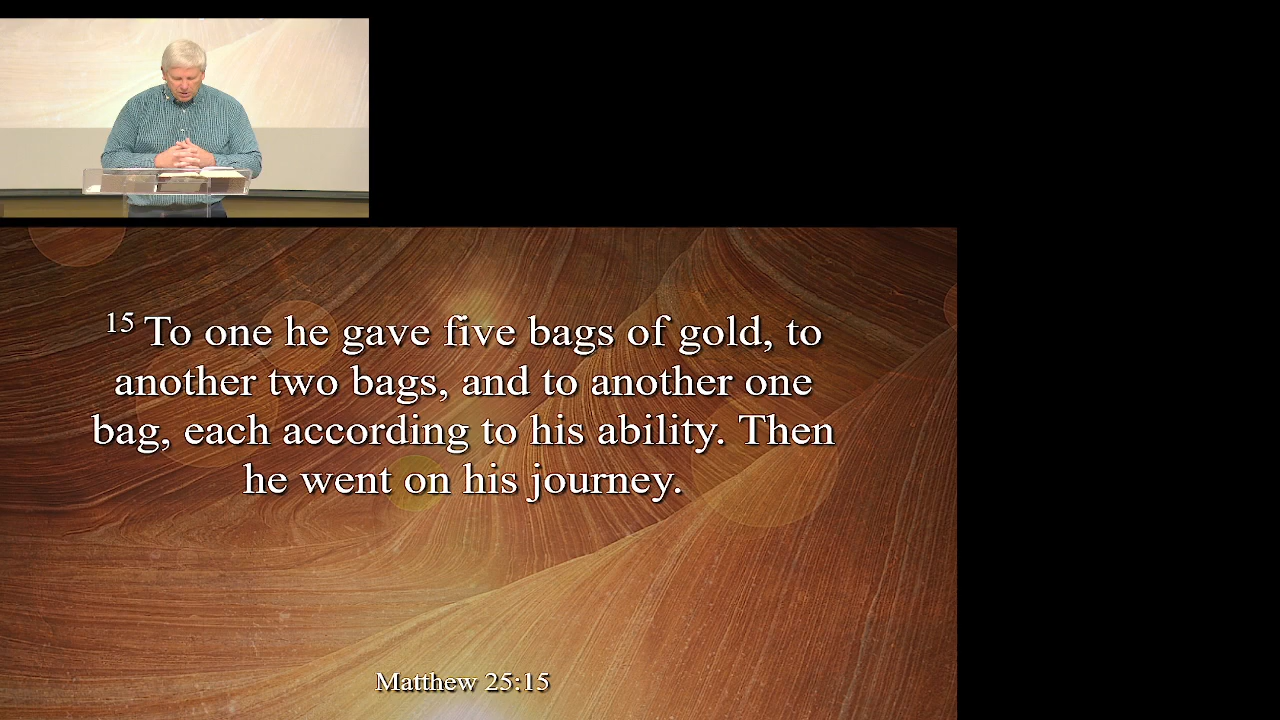 15 To one he gave five bags of gold, to
another two bags, and to another one
bag, each according to his ability. Then
he went on his journey.
Matthew 25:15